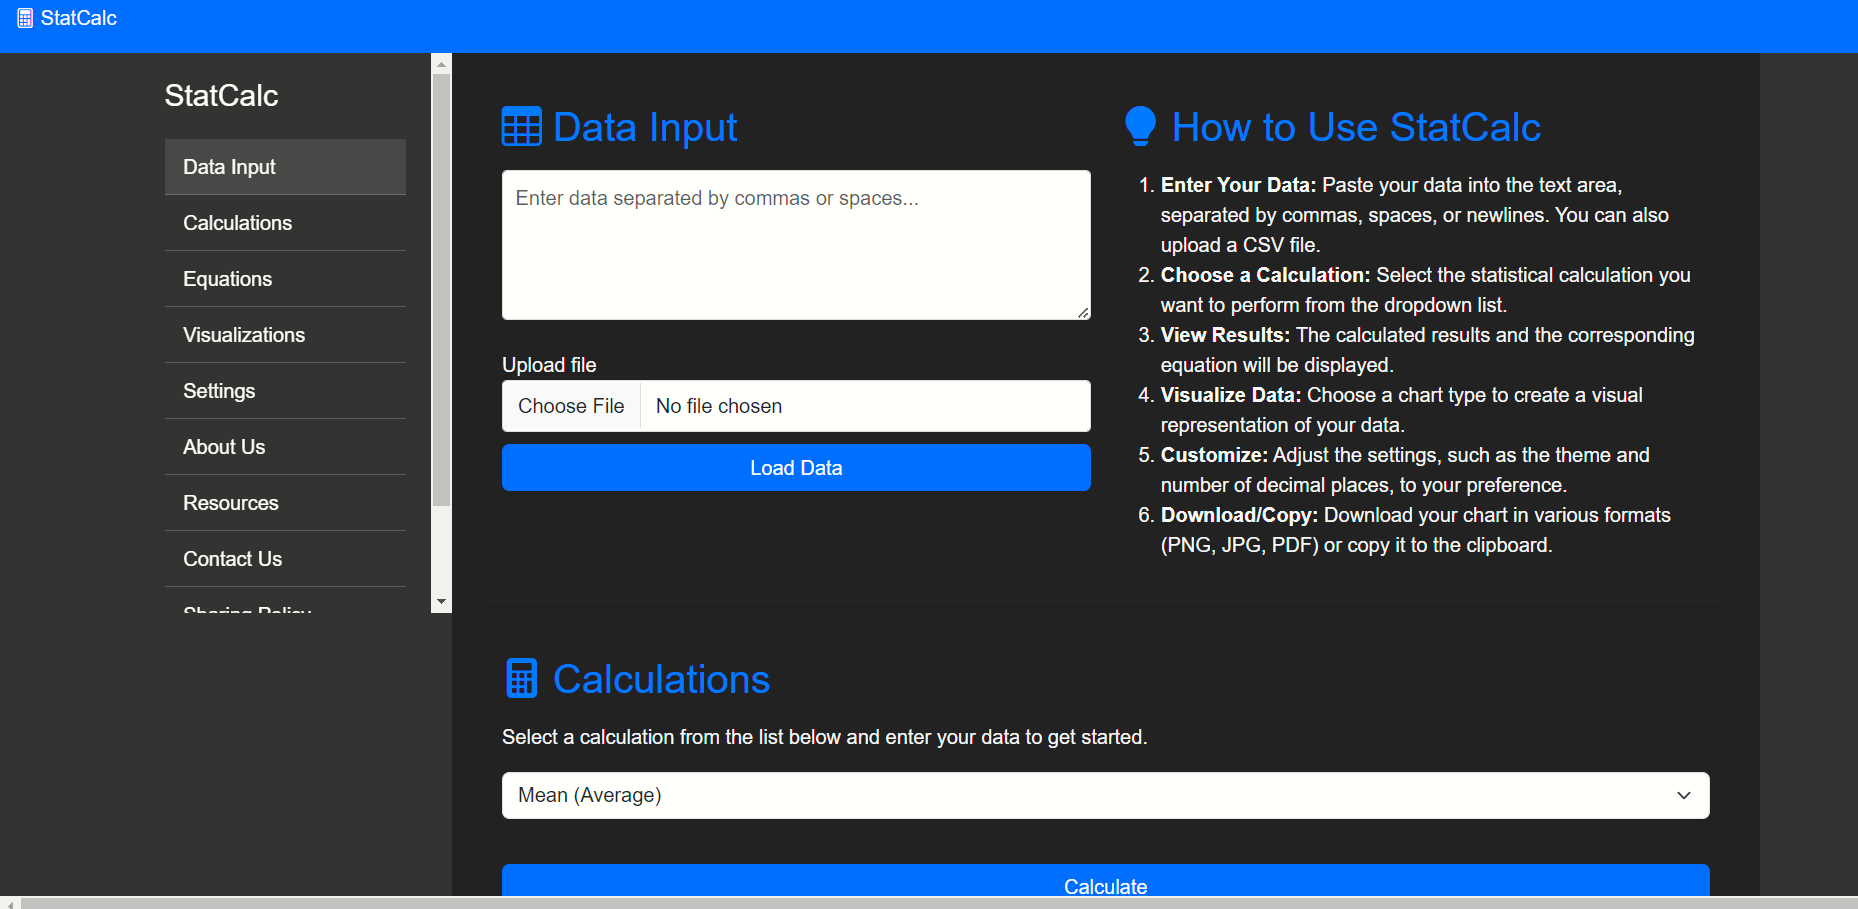 StatCalc
StatCalc
Data Input
Calculations
Equations
Visualizations
Settings
About Us
Resources
Contact Us
Sharing Policy
Data Input
Enter data separated by commas or spaces...
Upload file
Choose File No file chosen
Load Data
How to Use StatCalc
1. Enter Your Data: Paste your data into the text area,
separated by commas, spaces, or newlines. You can also
upload a CSV file.
2. Choose a Calculation: Select the statistical calculation you
want to perform from the dropdown list.
3. View Results: The calculated results and the corresponding
equation will be displayed.
4. Visualize Data: Choose a chart type to create a visual
representation of your data.
5. Customize: Adjust the settings, such as the theme and
number of decimal places, to your preference.
6. Download/Copy: Download your chart in various formats
(PNG, JPG, PDF) or copy it to the clipboard.
Calculations
Select a calculation from the list below and enter your data to get started.
Mean (Average)
Calculate